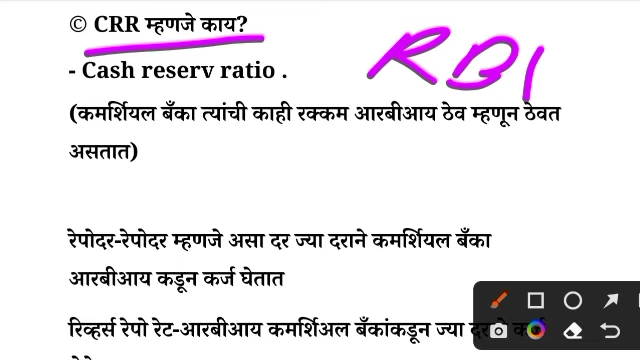 © CRR म्हणजे काय?
RBI
- Cash reserv ratio .
(कमर्शियल बँका त्यांची काही रक्कम आरबीआय ठेव म्हणून ठेवत
असतात)
रेपोदर-रेपोदर म्हणजे असा दर ज्या दराने कमर्शियल बँका
आरबीआय कडून कर्ज घेतात
रिव्हर्स रेपो रेट-आरबीआय कमर्शिअल बँकांकडून ज्या